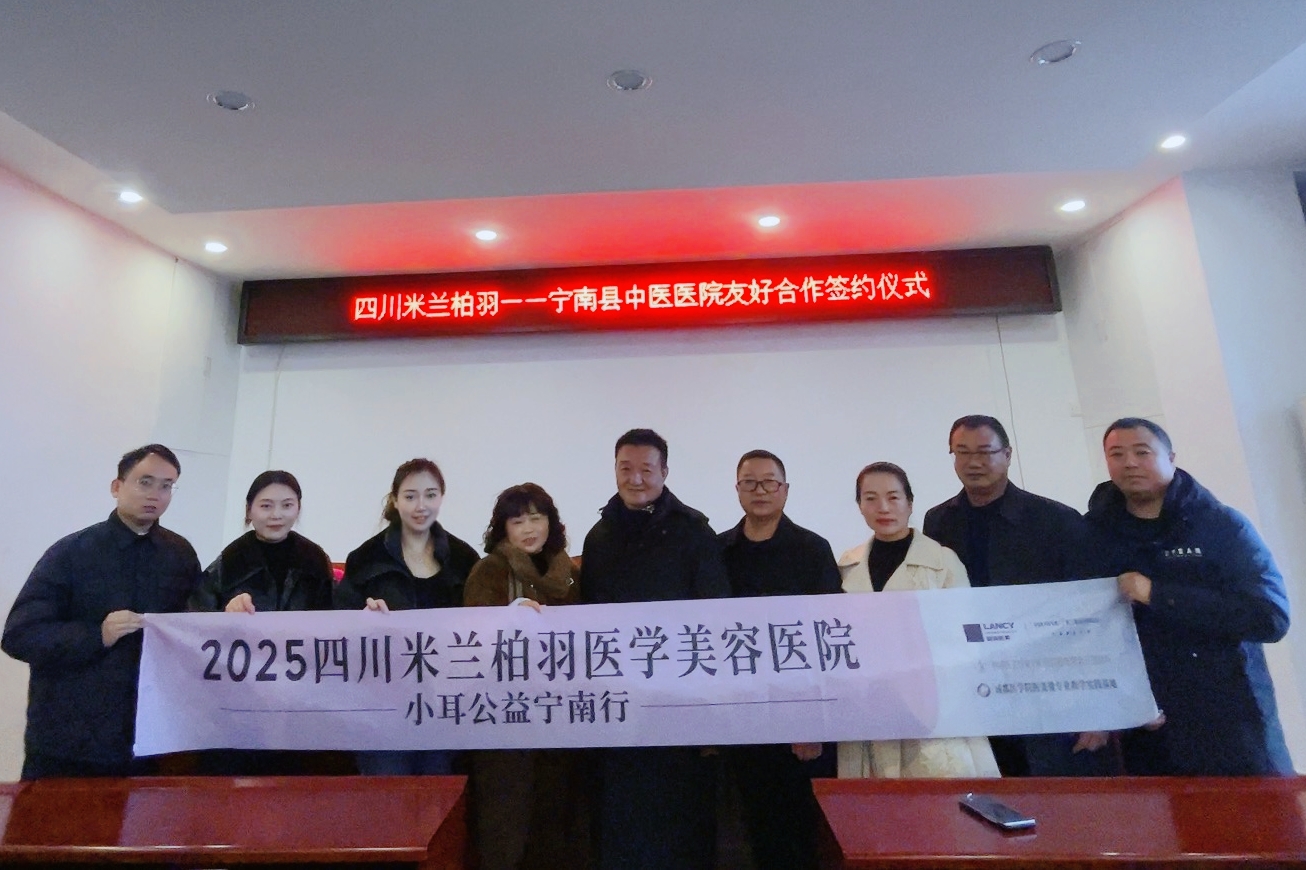 四川米兰柏羽一一宁南县中医医院友好合作签约仪式
2025四川米兰柏羽医学美容医院
小耳公益宁南行
LANCY